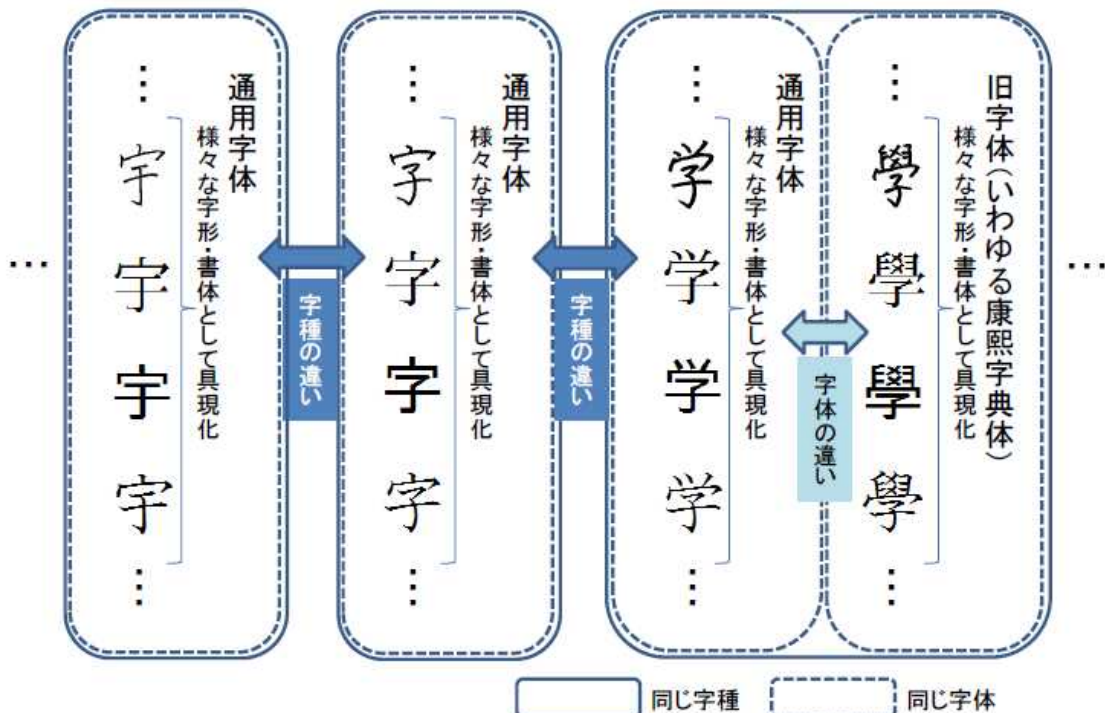 旧字体(いわゆる康熙字典体)
様々な字形・書体として具現化
…
學
學
學
學
…
字体の違い
通用字体
様々な字形・書体として具現化
…
学
学
学
学
…
字種の違い
通用字体
様々な字形・書体として具現化
…
字
字
字
字
…
字種の違い
通用字体
様々な字形・書体として具現化
…
宇
宇
宇
宇
…
…
…
同じ字種
同じ字体